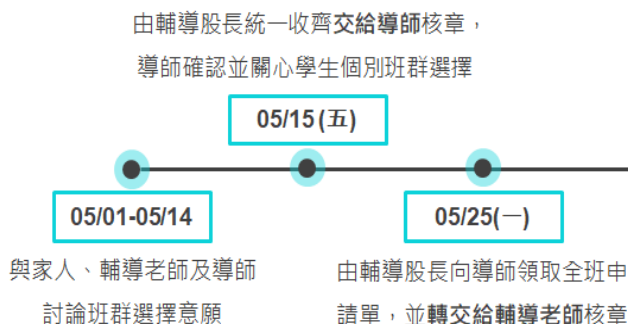 由輔導股長統一收齊交給導師核章，
導師確認並關心學生個別班群選擇
05/15(五)
05/01-05/14
與家人、輔導老師及導師
討論班群選擇意願
05/25(一)
由輔導股長向導師領取全班申
請單，並轉交給輔導老師核章